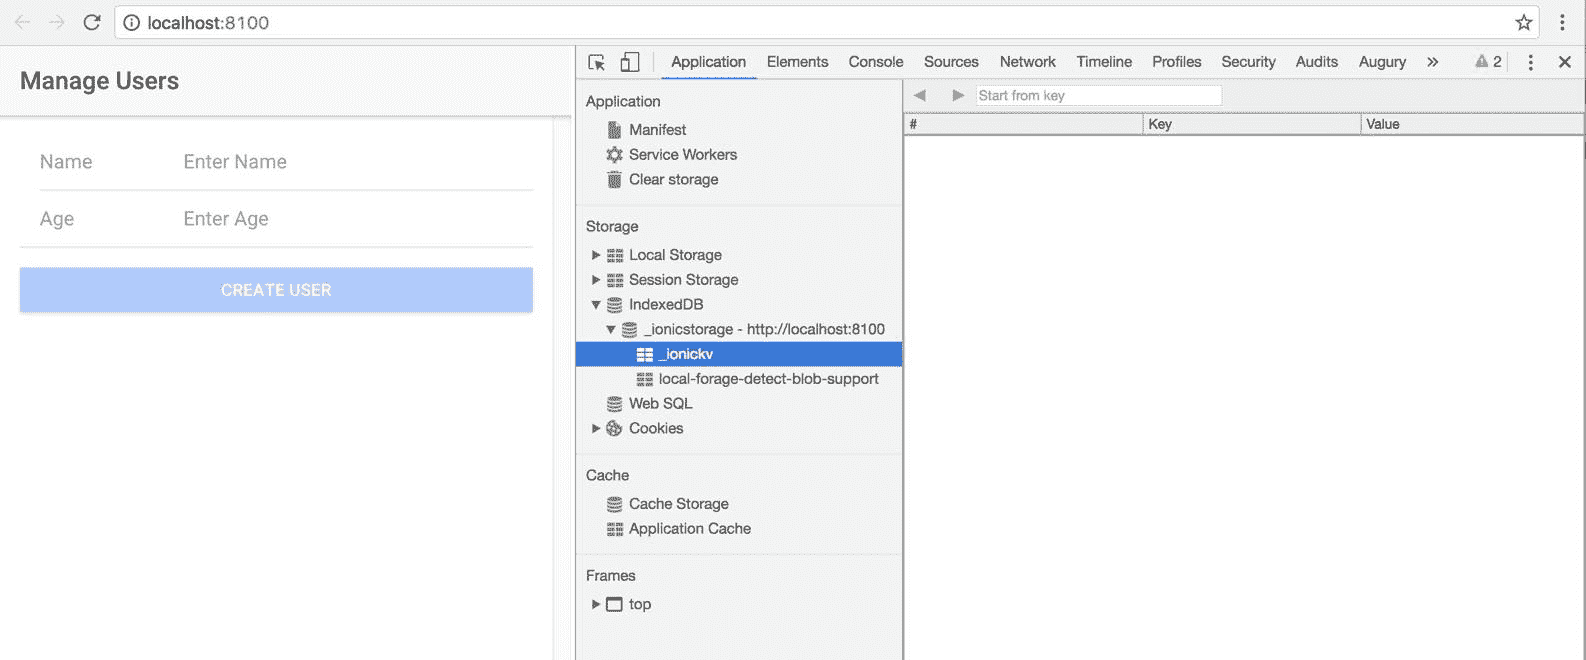 localhost:8100
Manage Users
Name Enter Name
Age Enter Age
CREATE USER
Application Elements Console Sources Network Timeline Profiles Security Audits Augury » 2
Application
Manifest
Service Workers
Clear storage
Storage
Local Storage
Session Storage
IndexedDB
_ionicstorage - http://localhost:8100
_ionickv
local-forage-detect-blob-support
Web SQL
Cookies
Cache
Cache Storage
Application Cache
Frames
top
Start from key
# Key Value